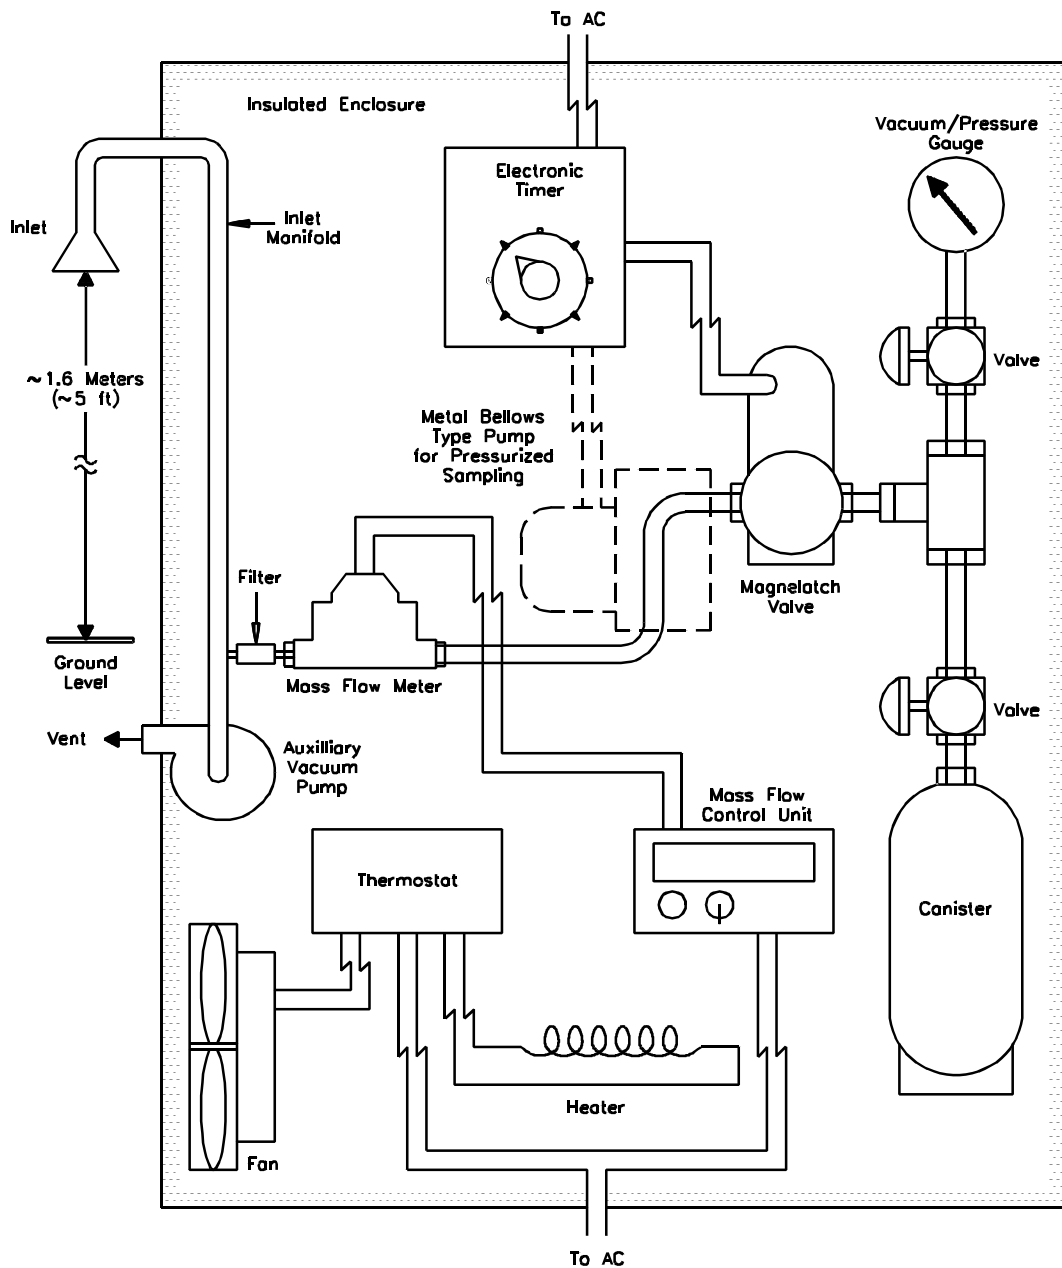 To AC
Insulated Enclosure
Vacuum/Pressure
Gauge
Electronic
Timer
Inlet
Inlet
Manifold
Valve
~1.6 Meters
(~5 ft)
Metal Bellows
Type Pump
for Pressurized
Sampling
Filter
Magnelatch
Valve
Ground
Level
Mass Flow Meter
Valve
Vent
Auxilliary
Vacuum
Pump
Mass Flow
Control Unit
Thermostat
Canister
Heater
Fan
To AC